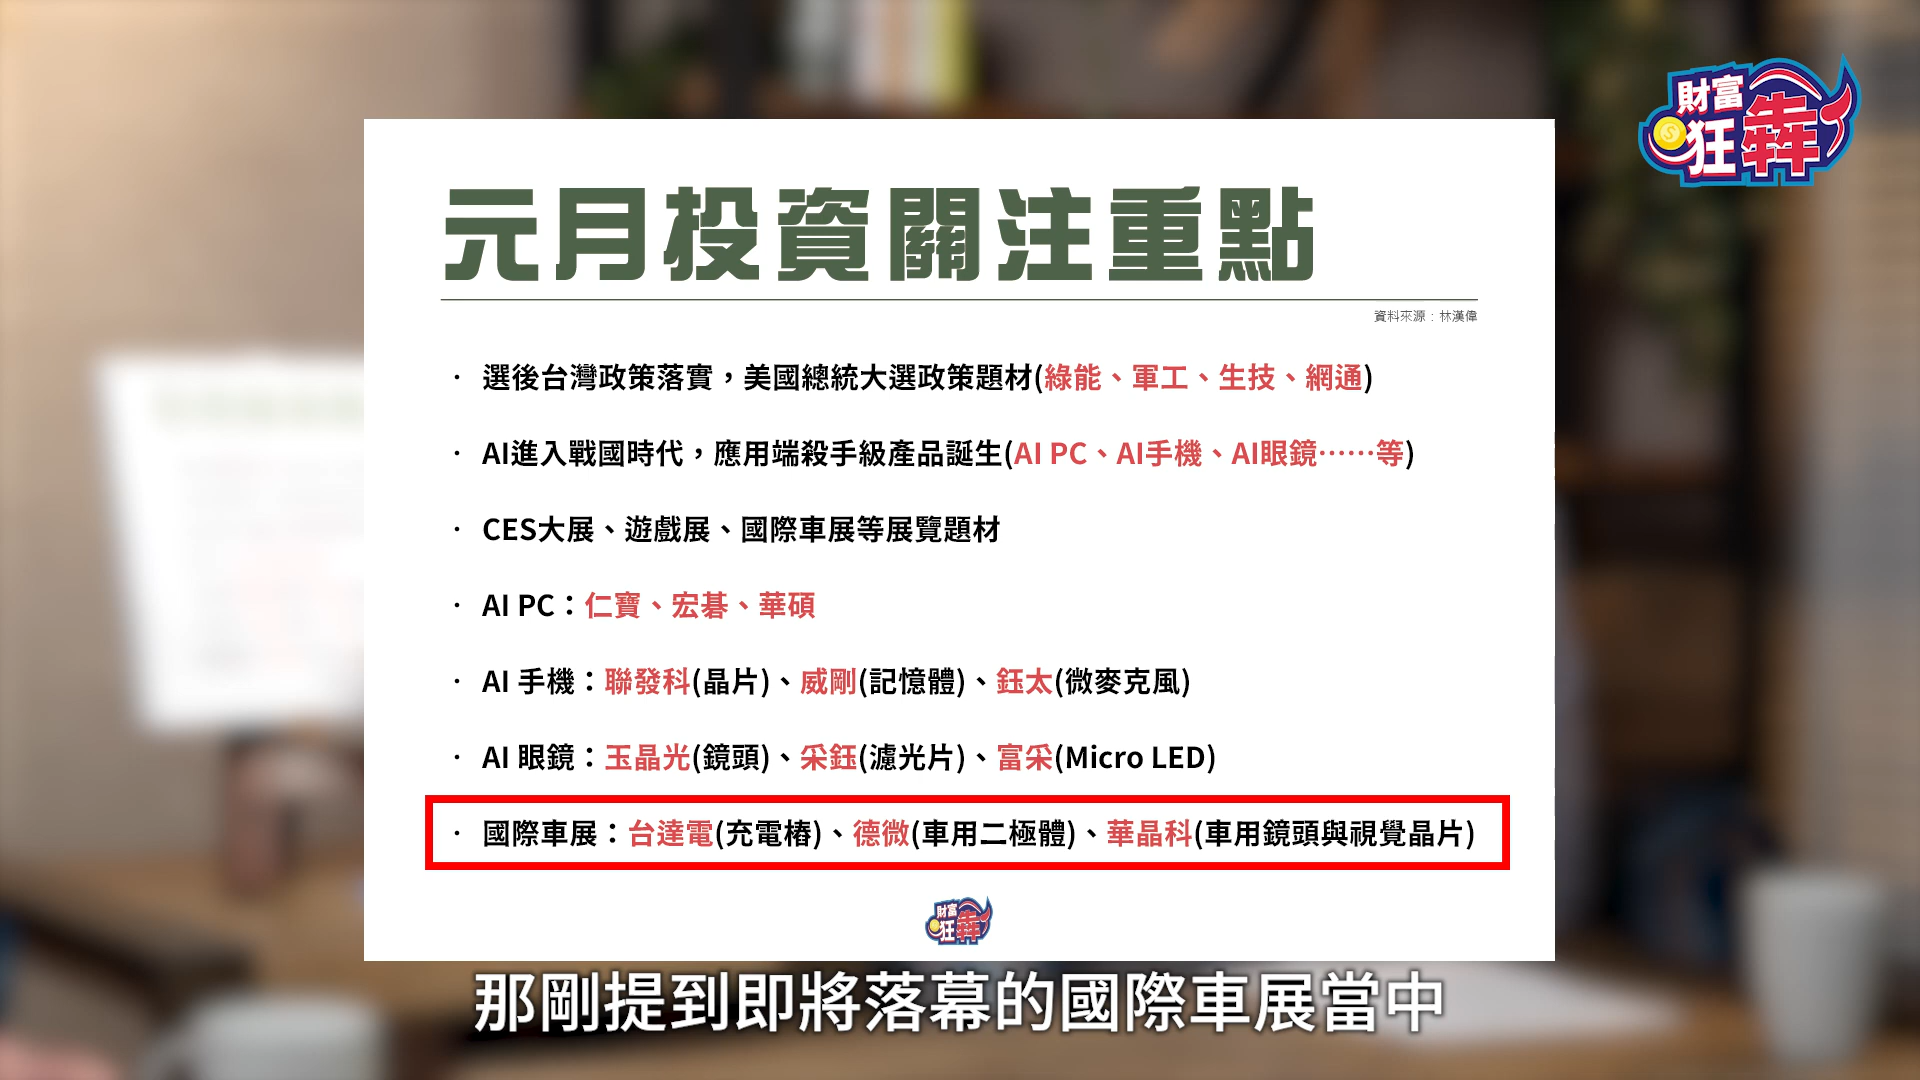 財富
狂犇
元月投資關注重點
資料來源：林漢偉
· 選後台灣政策落實，美國總統大選政策題材(綠能、軍工、生技、網通)
· AI進入戰國時代，應用端殺手級產品誕生(AI PC、AI手機、AI眼鏡⋯⋯等)
· CES大展、遊戲展、國際車展等展覽題材
· AI PC：仁寶、宏碁、華碩
· AI 手機：聯發科(晶片)、威剛(記憶體)、鈺太(微麥克風)
· AI 眼鏡：玉晶光(鏡頭)、采鈺(濾光片)、富采(Micro LED)
· 國際車展：台達電(充電樁)、德微(車用二極體)、華晶科(車用鏡頭與視覺晶片)
財富
狂犇
那剛提到即將落幕的國際車展當中